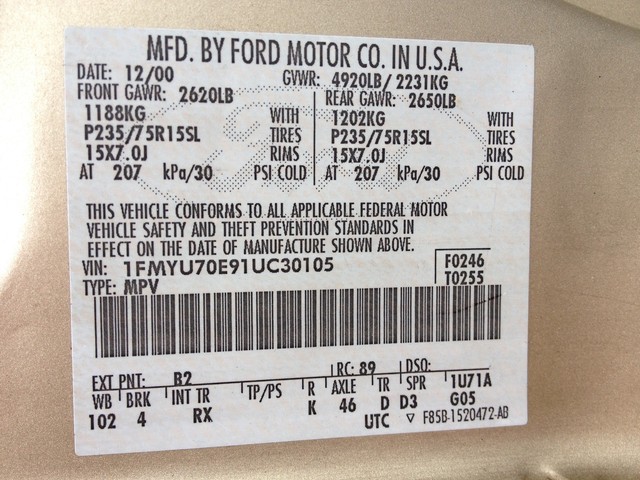 MFD. BY FORD MOTOR CO. IN U.S.A.
DATE: 12/00 GVWR: 4920LB/ 2231KG
FRONT GAWR: 2620LB REAR GAWR: 2650LB
1188KG WITH 1202KG WITH
P235/75R15SL TIRES P235/75R15SL TIRES
15X7.0J RIMS 15X7.0J RIMS
AT 207 kPa/30 PSI COLD AT 207 kPa/30 PSI COLD
THIS VEHICLE CONFORMS TO ALL APPLICABLE FEDERAL MOTOR
VEHICLE SAFETY AND THEFT PREVENTION STANDARDS IN
EFFECT ON THE DATE OF MANUFACTURE SHOWN ABOVE.
VIN: 1FMYU70E91UC30105 F0246
TYPE: MPV T0255
EXT PNT: B2 RC: 89 DSO:
WB BRK INT TR TP/PS R AXLE TR SPR 1U71A
102 4 RX K 46 D D3 G05
UTC ▽ F85B-1520472-AB